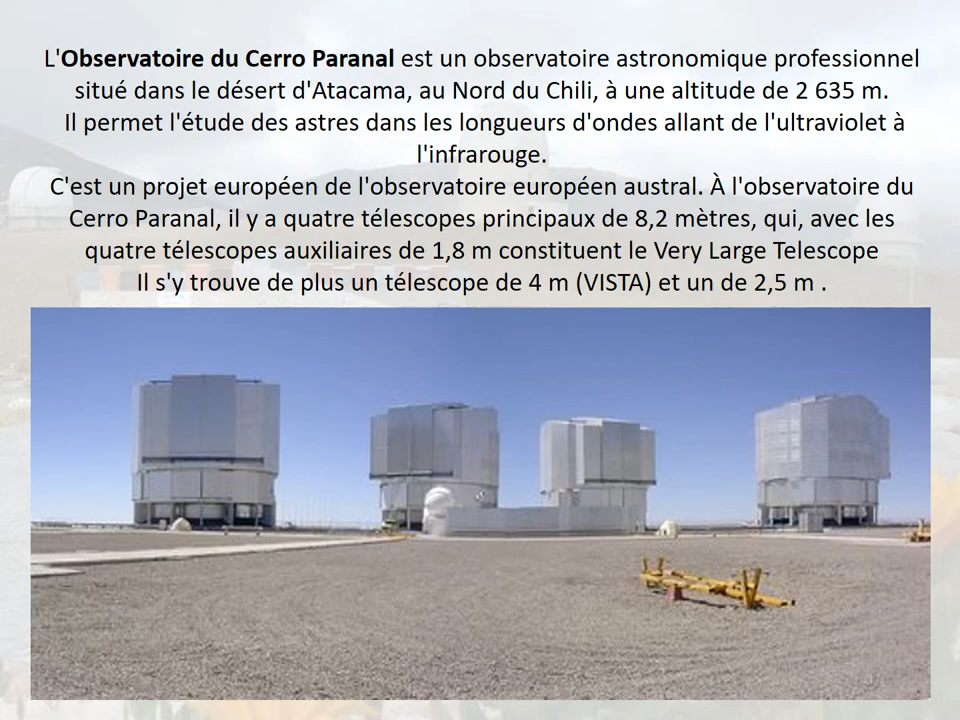 L'Observatoire du Cerro Paranal est un observatoire astronomique professionnel
situé dans le désert d'Atacama, au Nord du Chili, à une altitude de 2 635 m.
Il permet l'étude des astres dans les longueurs d'ondes allant de l'ultraviolet à
l'infrarouge.
C'est un projet européen de l'observatoire européen austral. À l'observatoire du
Cerro Paranal, il y a quatre télescopes principaux de 8,2 mètres, qui, avec les
quatre télescopes auxiliaires de 1,8 m constituent le Very Large Telescope
Il s'y trouve de plus un télescope de 4 m (VISTA) et un de 2,5 m .